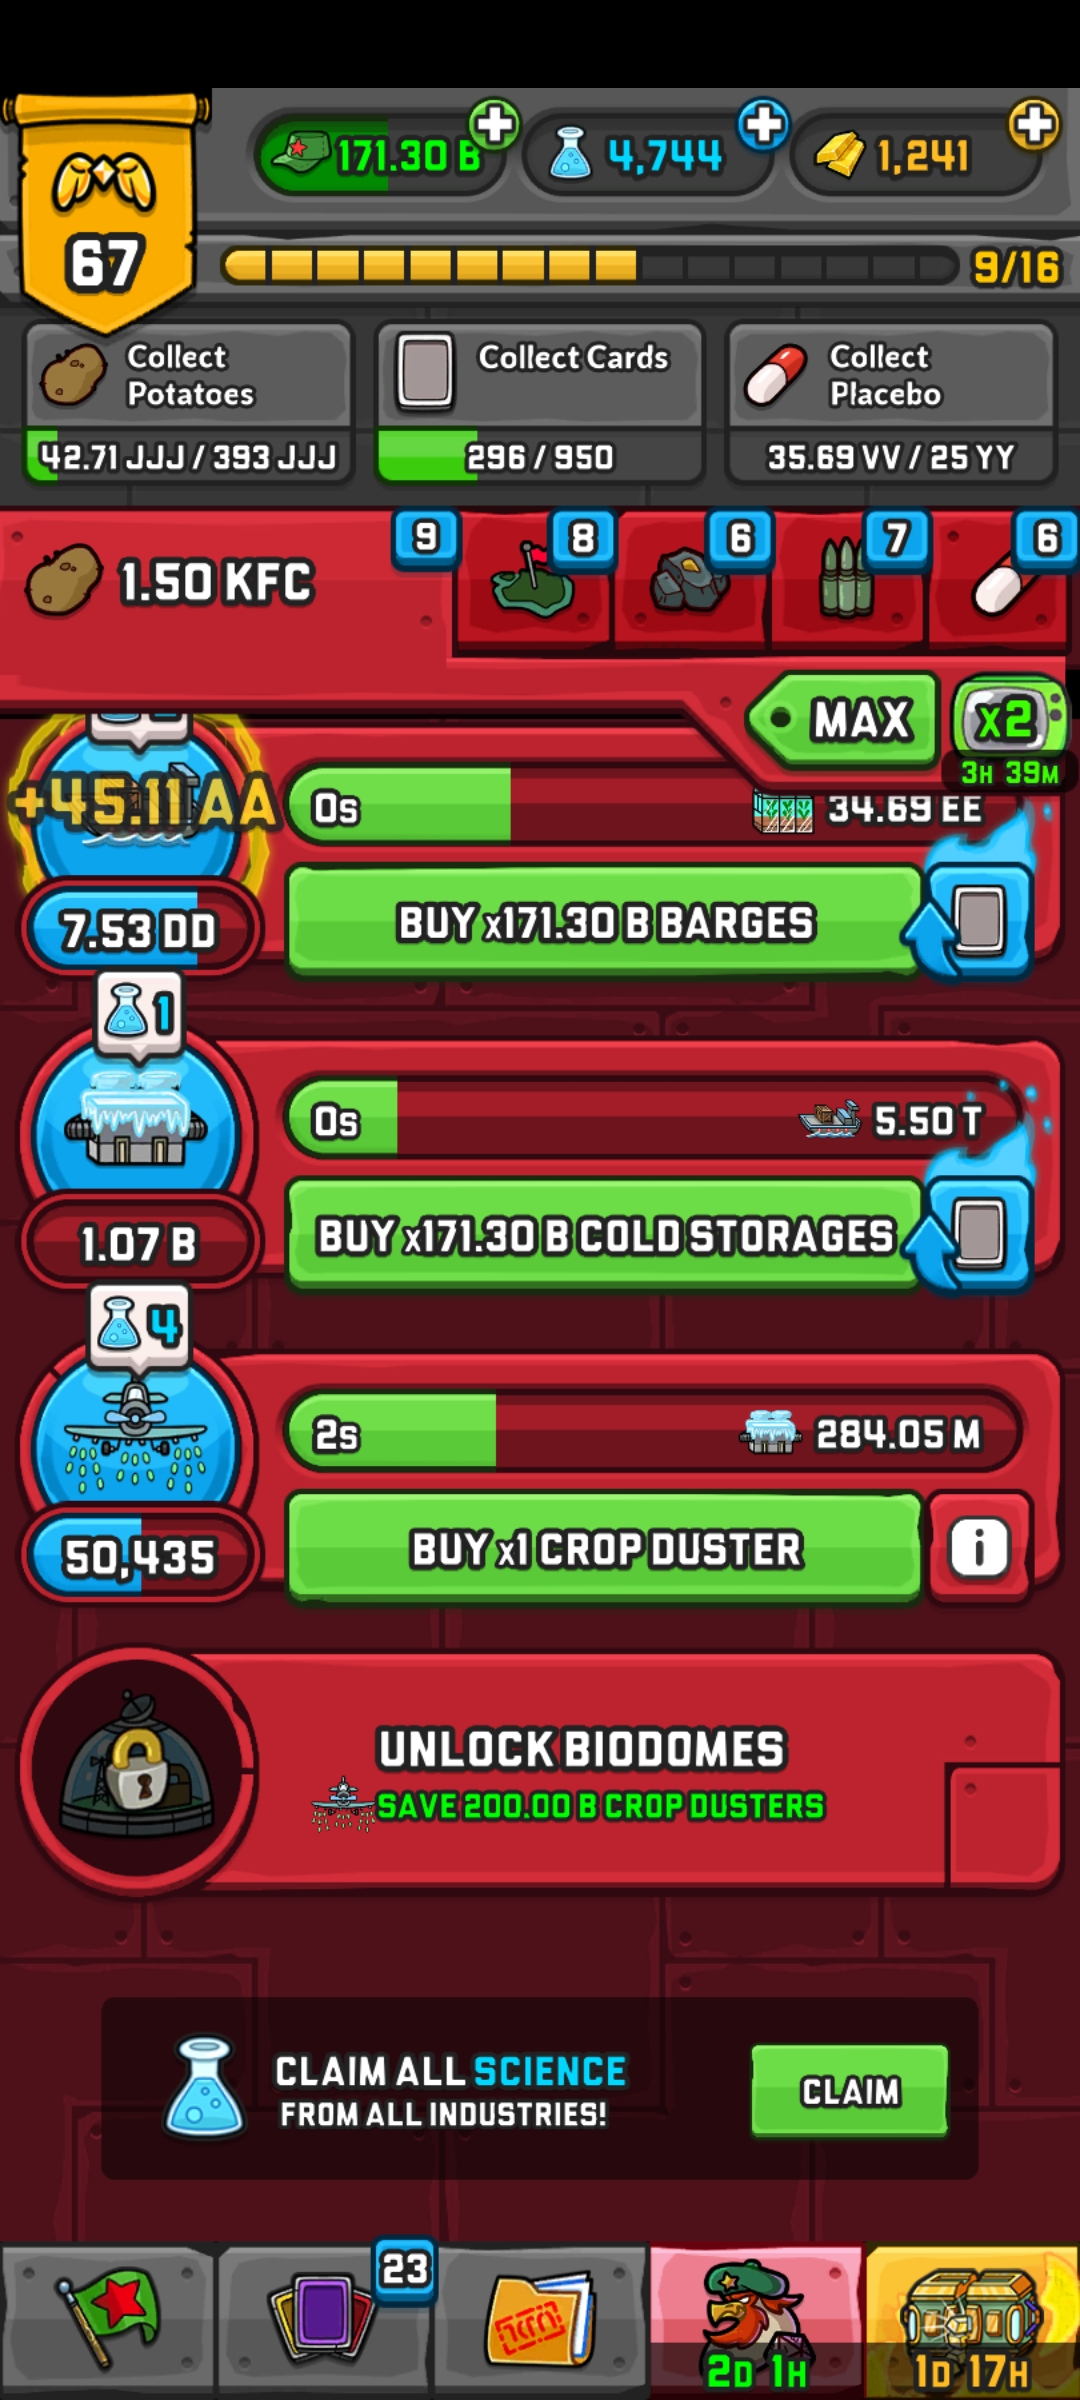 171.30 B
4,744
1,241
67
9/16
Collect
Potatoes
42.71 JJJ / 393 JJJ
Collect Cards
296 / 950
Collect
Placebo
35.69 VV / 25 YY
1.50 KFC
9
8
6
7
6
MAX
x2
3H 39M
+45.11 AA
0s
34.69 EE
7.53 DD
BUY x171.30 B BARGES
1
0s
5.50 T
1.07 B
BUY x171.30 B COLD STORAGES
4
2s
284.05 M
50,435
BUY x1 CROP DUSTER
i
UNLOCK BIODOMES
SAVE 200.00 B CROP DUSTERS
CLAIM ALL SCIENCE
FROM ALL INDUSTRIES!
CLAIM
23
2D 1H
1D 17H